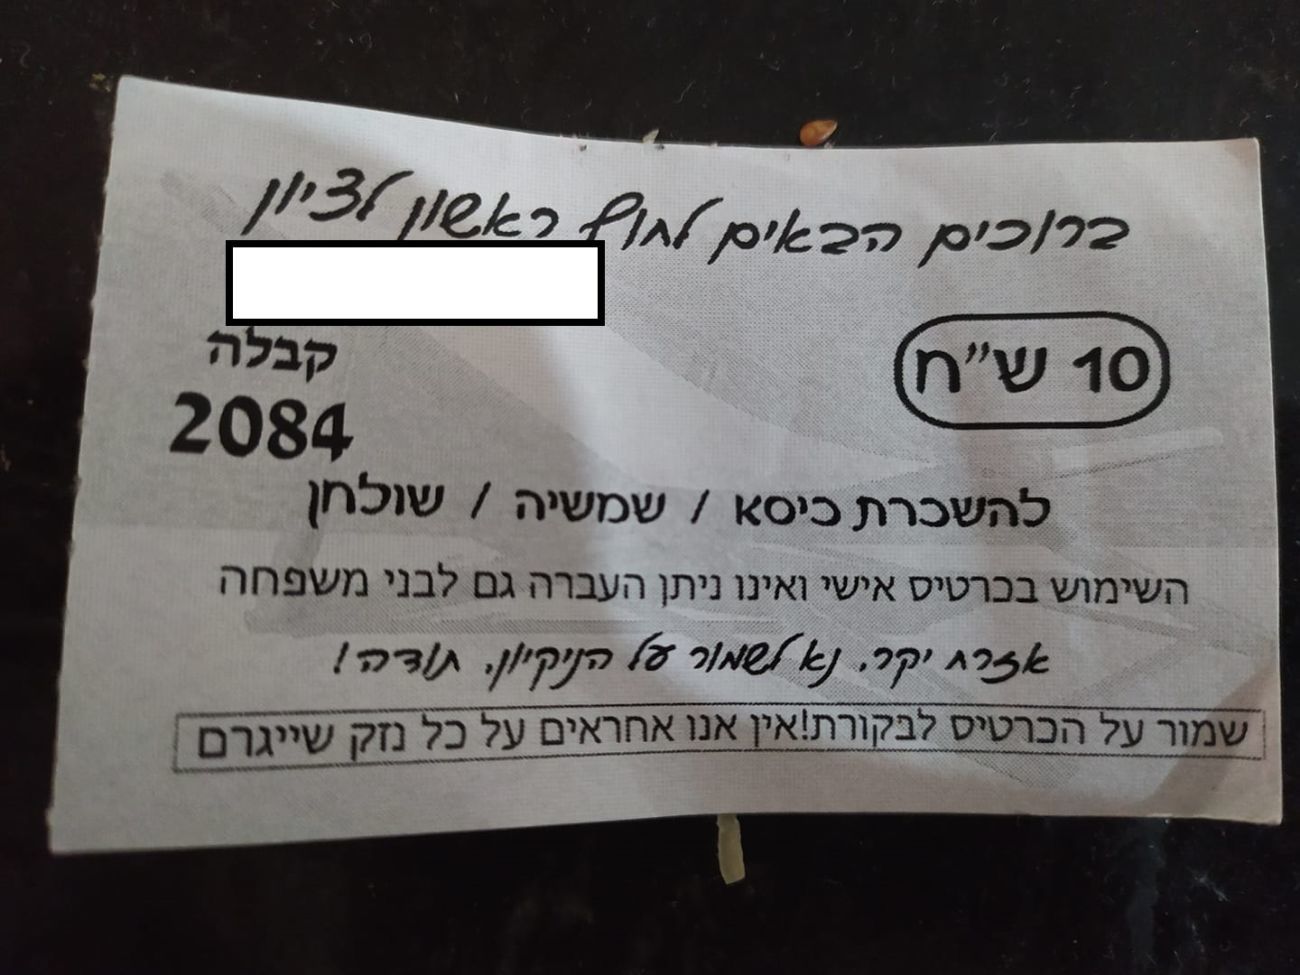 ברוכים הבאים לחוף ראשון לציון
10 ש"ח
קבלה
2084
להשכרת כיסא / שמשיה / שולחן
השימוש בכרטיס אישי ואינו ניתן העברה גם לבני משפחה
אזרח יקר, נא לשמור על הניקיון, תודה!
שמור על הכרטיס לבקורת!אין אנו אחראים על כל נזק שייגרם